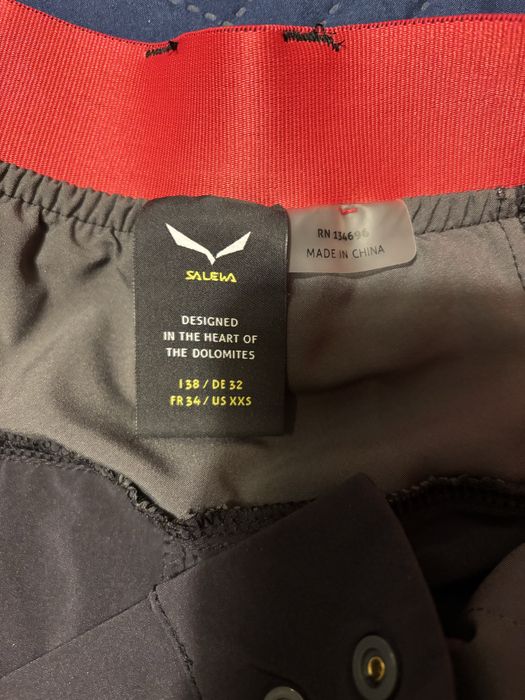 SALEWA
DESIGNED
IN THE HEART OF
THE DOLOMITES
I 38 / DE 32
FR 34 / US XXS
RN 134696
MADE IN CHINA